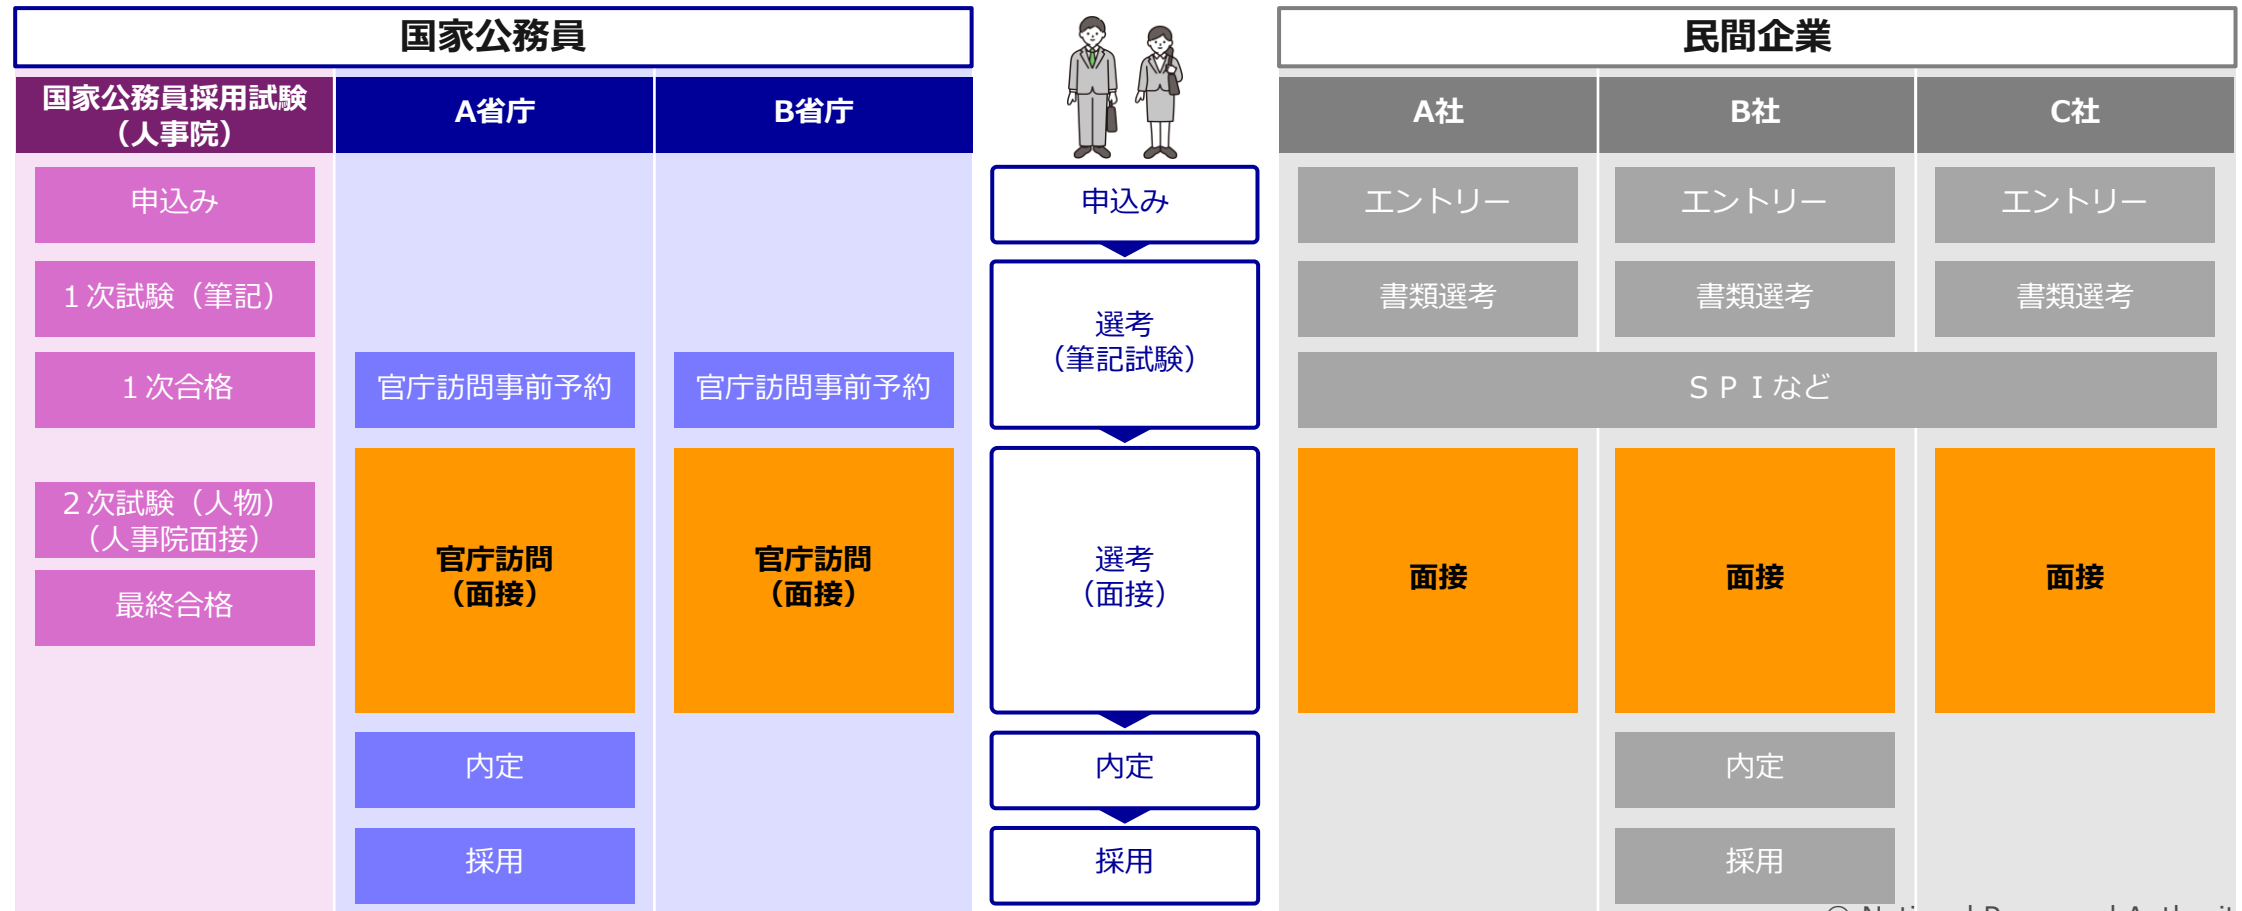 国家公務員
国家公務員採用試験
（人事院）
A省庁
B省庁
申込み
１次試験（筆記）
１次合格
官庁訪問事前予約
官庁訪問事前予約
２次試験（人物）
（人事院面接）
最終合格
官庁訪問
（面接）
官庁訪問
（面接）
内定
採用
申込み
選考
（筆記試験）
選考
（面接）
内定
採用
民間企業
A社
B社
C社
エントリー
エントリー
エントリー
書類選考
書類選考
書類選考
ＳＰＩなど
面接
面接
面接
内定
採用